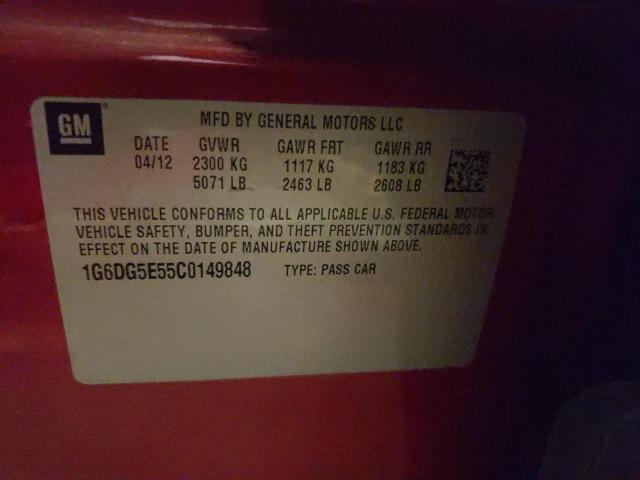 GM
MFD BY GENERAL MOTORS LLC
DATE GVWR GAWR FRT GAWR RR
04/12 2300 KG 1117 KG 1183 KG
5071 LB 2463 LB 2608 LB
THIS VEHICLE CONFORMS TO ALL APPLICABLE U.S. FEDERAL MOTOR
VEHICLE SAFETY, BUMPER, AND THEFT PREVENTION STANDARDS IN
EFFECT ON THE DATE OF MANUFACTURE SHOWN ABOVE.
1G6DG5E55C0149848 TYPE: PASS CAR